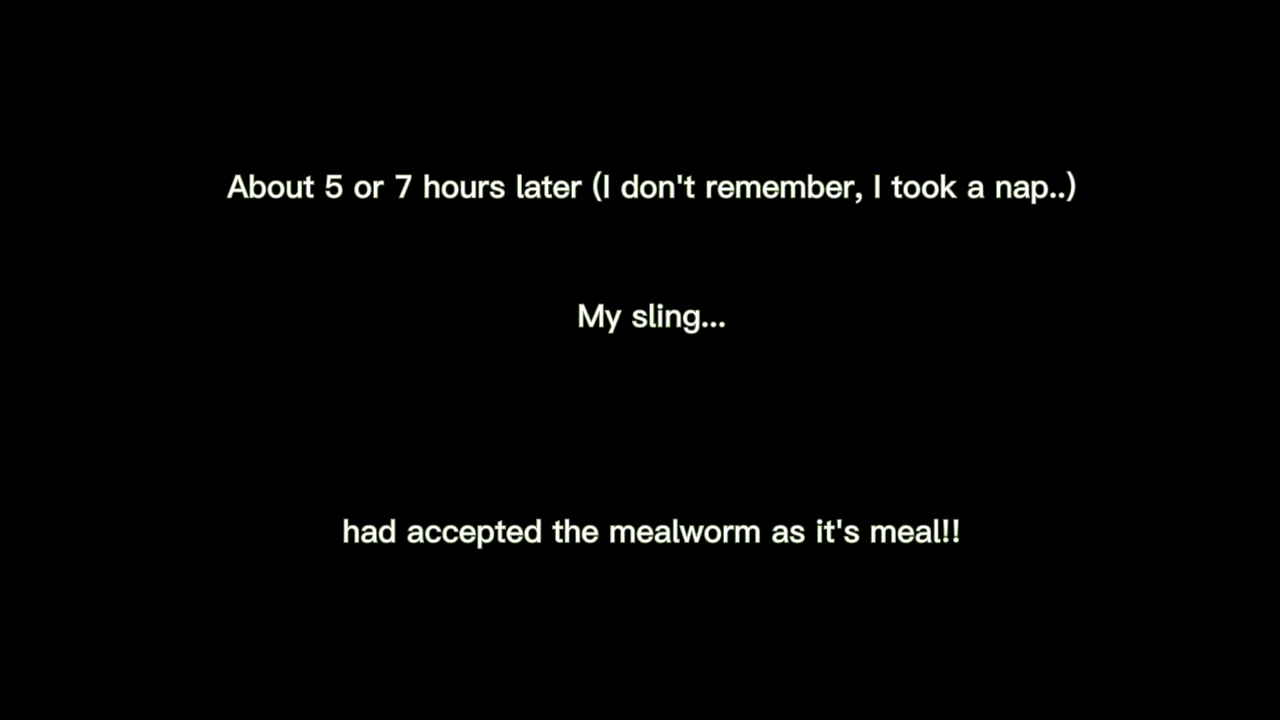 About 5 or 7 hours later (I don't remember, I took a nap..)
My sling...
had accepted the mealworm as it's meal!!